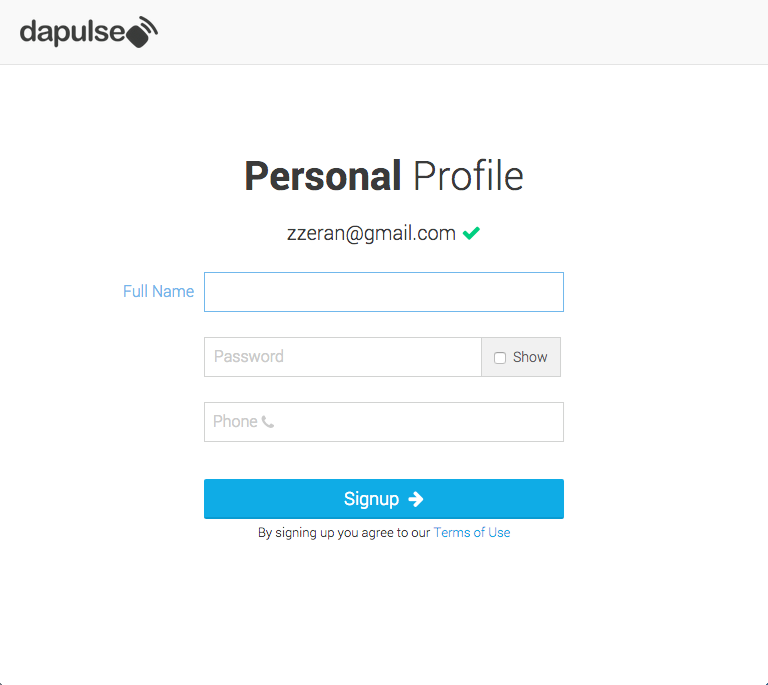 dapulse
Personal Profile
zzeran@gmail.com
Full Name
Password
Show
Phone
Signup
By signing up you agree to our Terms of Use